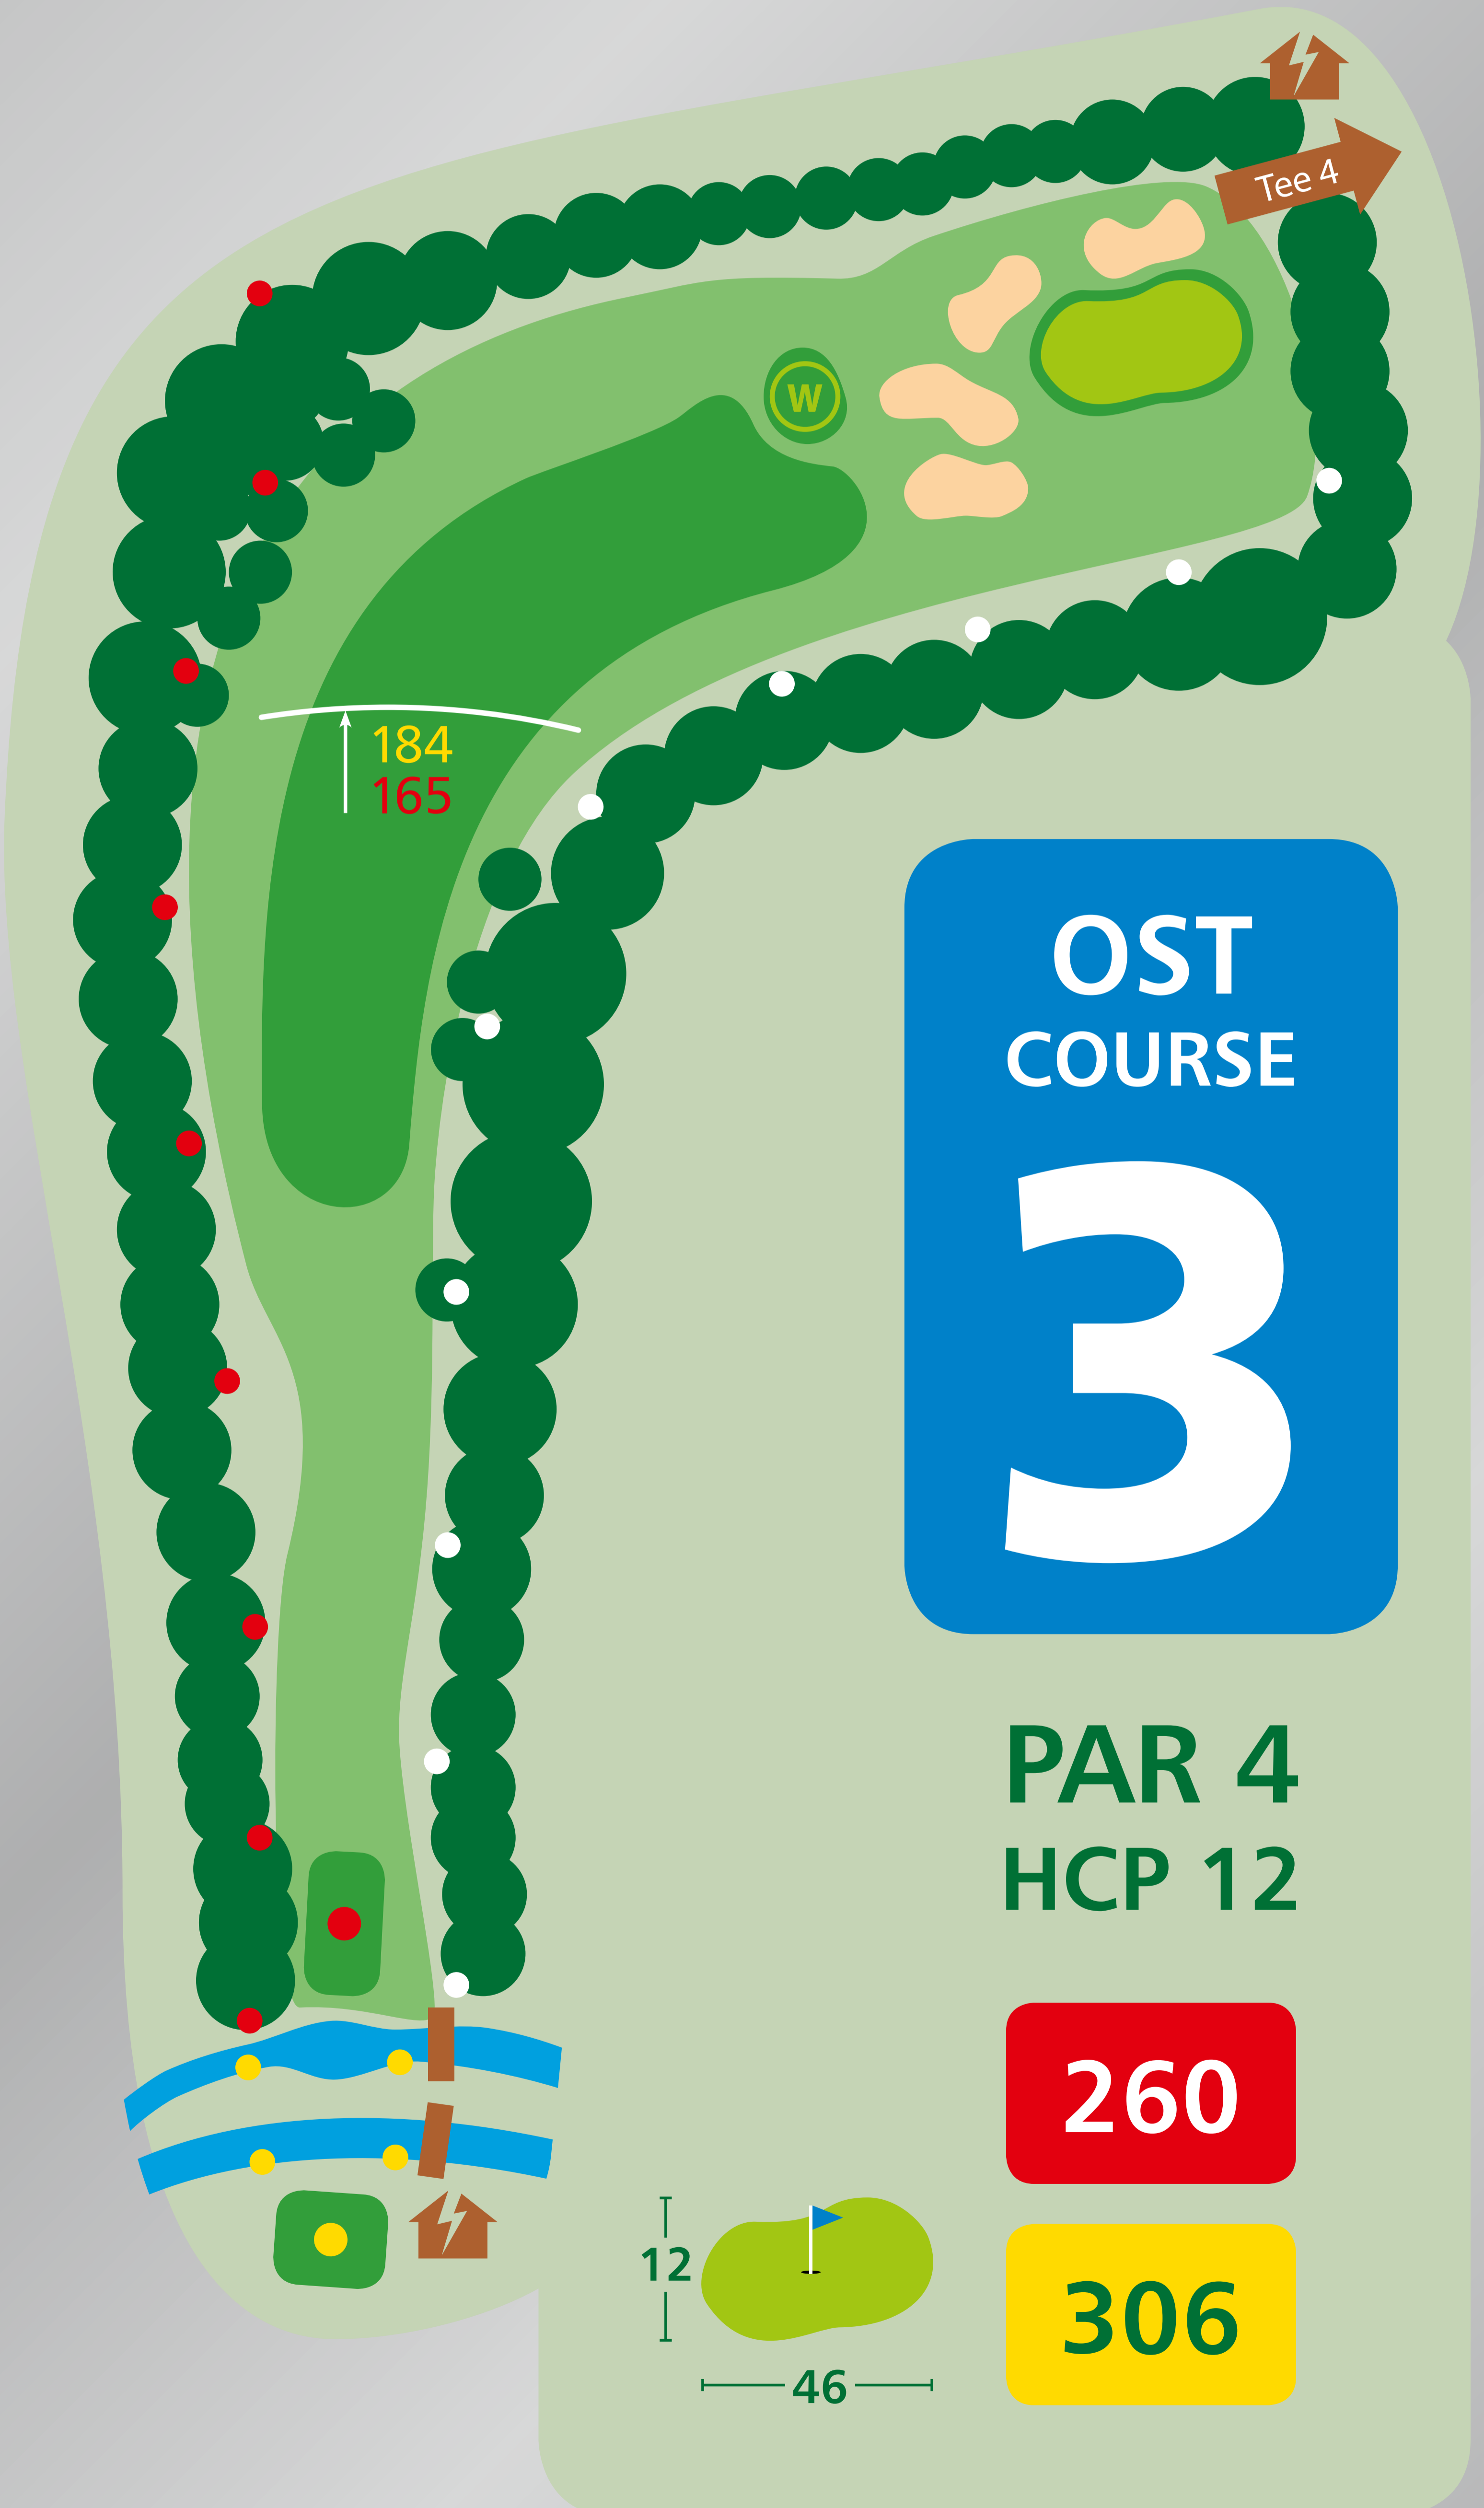 Tee 4
W
184
165
OST
COURSE
3
PAR 4
HCP 12
260
306
12
46